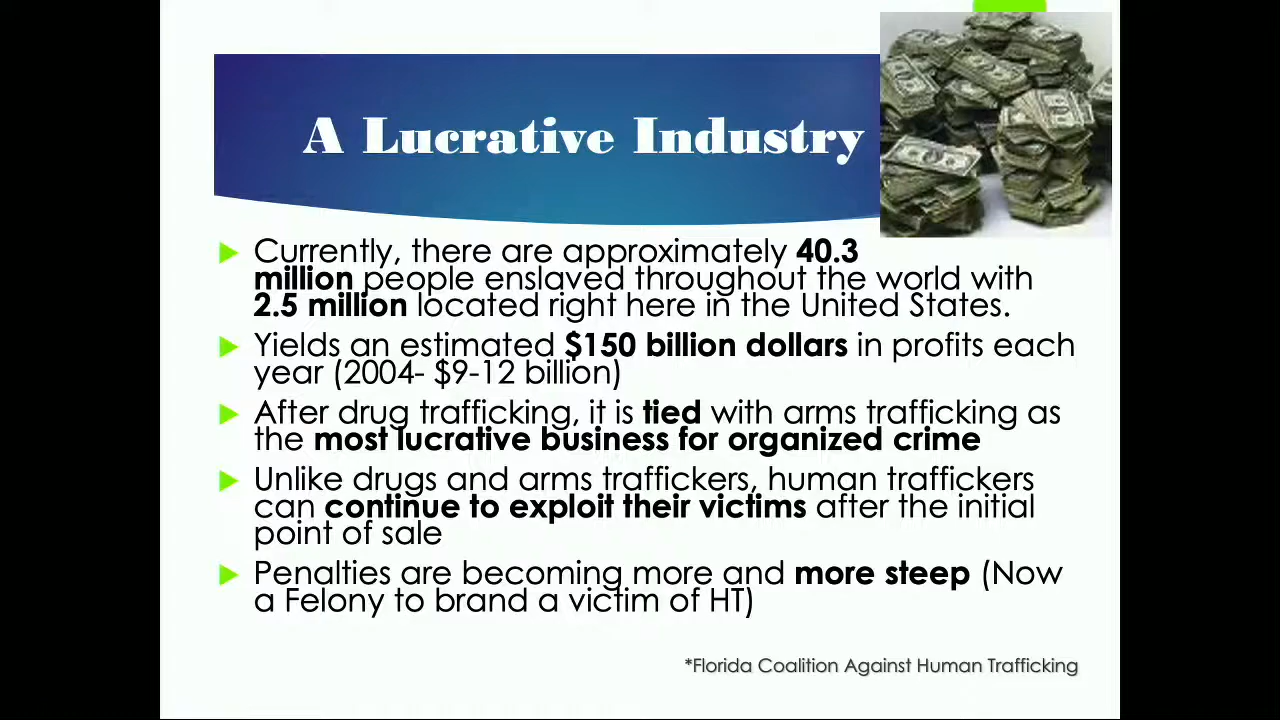 A Lucrative Industry
Currently, there are approximately 40.3
million people enslaved throughout the world with
2.5 million located right here in the United States.
Yields an estimated $150 billion dollars in profits each
year (2004- $9-12 billion)
After drug trafficking, it is tied with arms trafficking as
the most lucrative business for organized crime
Unlike drugs and arms traffickers, human traffickers
can continue to exploit their victims after the initial
point of sale
Penalties are becoming more and more steep (Now
a Felony to brand a victim of HT)
*Florida Coalition Against Human Trafficking